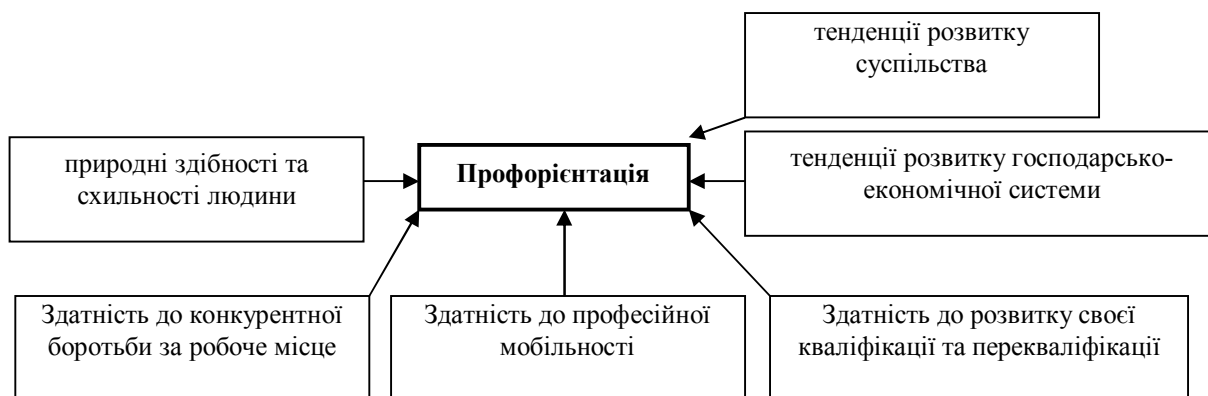 тенденції розвитку
суспільства
природні здібності та
схильності людини
Профорієнтація
тенденції розвитку господарсько-
економічної системи
Здатність до конкурентної
боротьби за робоче місце
Здатність до професійної
мобільності
Здатність до розвитку своєї
кваліфікації та перекваліфікації